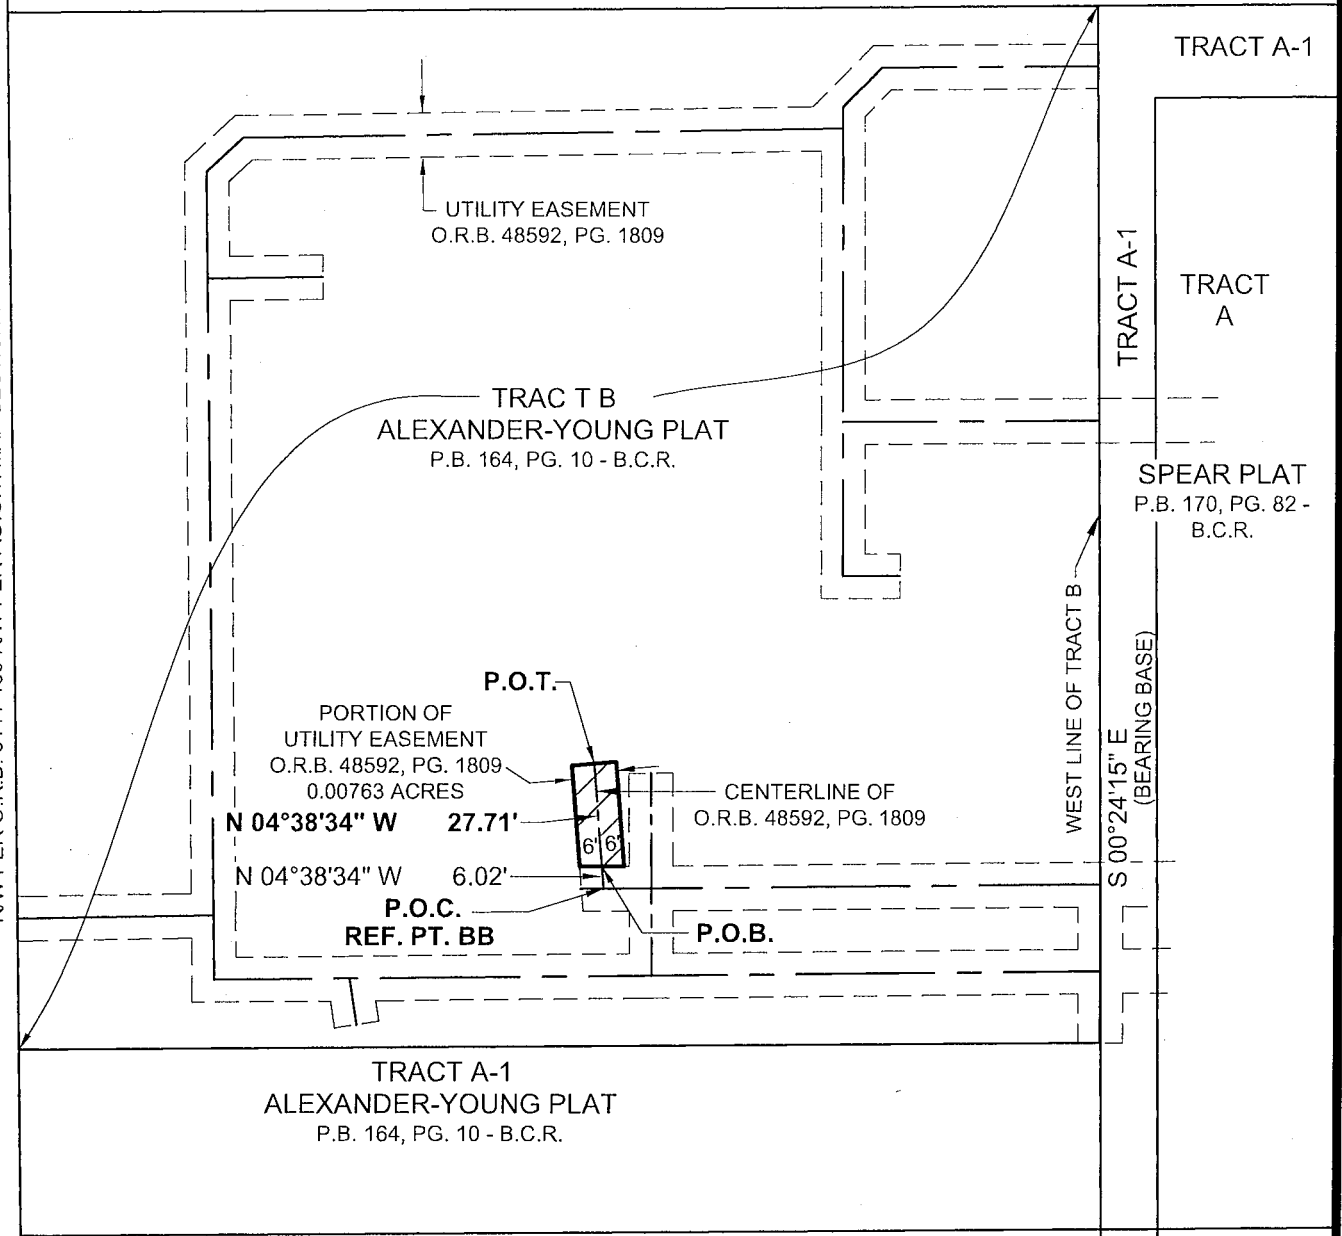 TRACT A-1
UTILITY EASEMENT
O.R.B. 48592, PG. 1809
TRACT A-1
TRACT
A
TRAC T B
ALEXANDER-YOUNG PLAT
P.B. 164, PG. 10 - B.C.R.
SPEAR PLAT
P.B. 170, PG. 82 -
B.C.R.
WEST LINE OF TRACT B
S 00°24'15" E
(BEARING BASE)
P.O.T.
PORTION OF
UTILITY EASEMENT
O.R.B. 48592, PG. 1809
0.00763 ACRES
CENTERLINE OF
O.R.B. 48592, PG. 1809
N 04°38'34" W 27.71'
6' 6'
N 04°38'34" W 6.02'
P.O.C.
REF. PT. BB
P.O.B.
TRACT A-1
ALEXANDER-YOUNG PLAT
P.B. 164, PG. 10 - B.C.R.